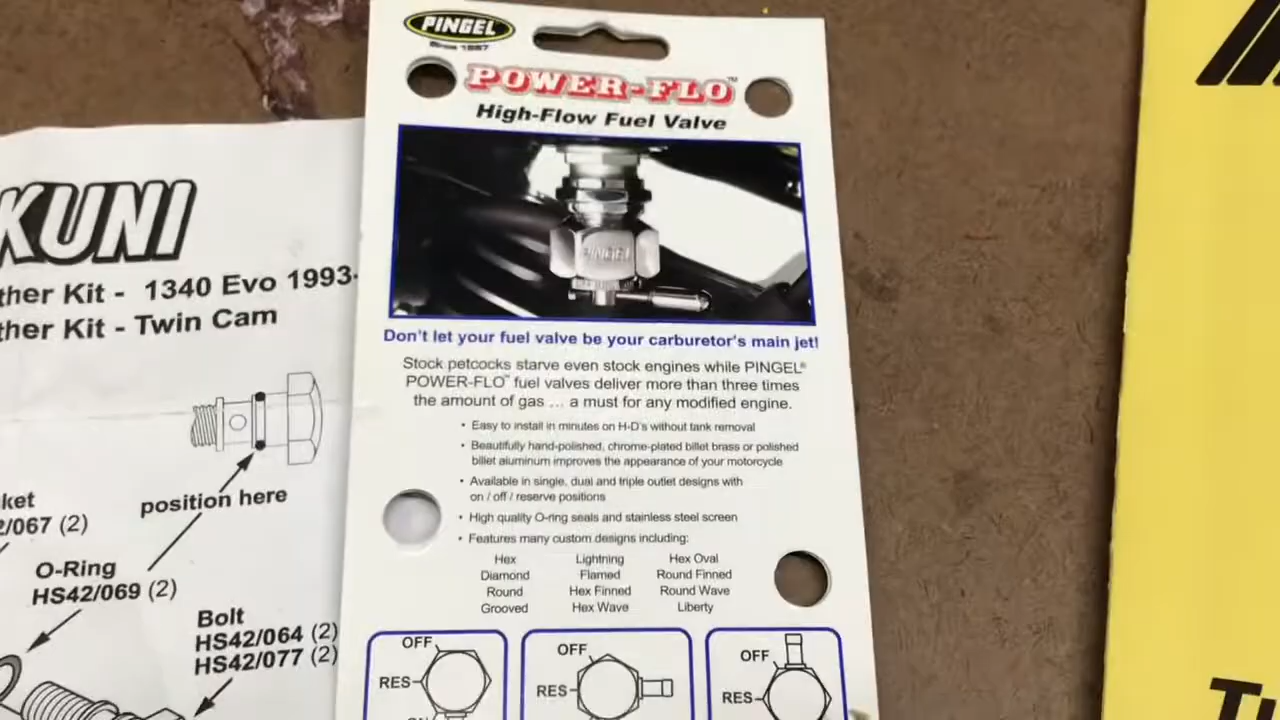 PINGEL
Since 1967
POWER-FLO™
High-Flow Fuel Valve
PINGEL
Don't let your fuel valve be your carburetor's main jet!
Stock petcocks starve even stock engines while PINGEL®
POWER-FLO™ fuel valves deliver more than three times
the amount of gas ... a must for any modified engine.
• Easy to install in minutes on H-D's without tank removal
• Beautifully hand-polished, chrome-plated billet brass or polished
billet aluminum improves the appearance of your motorcycle
• Available in single, dual and triple outlet designs with
on / off / reserve positions
• High quality O-ring seals and stainless steel screen
• Features many custom designs including:
Hex Lightning Hex Oval
Diamond Flamed Round Finned
Round Hex Finned Round Wave
Grooved Hex Wave Liberty
OFF OFF OFF
RES RES RES
ON
KUNI
ther Kit - 1340 Evo 1993-
ther Kit - Twin Cam
position here
ket
2/067 (2)
O-Ring
HS42/069 (2)
Bolt
HS42/064 (2)
HS42/077 (2)